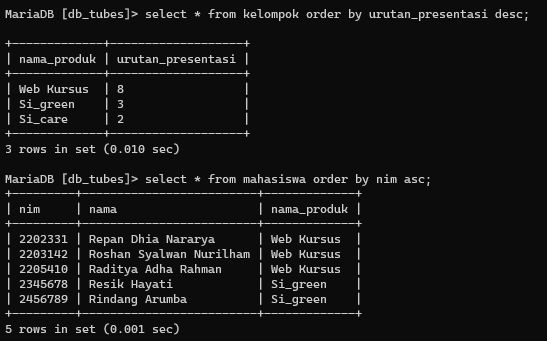 MariaDB [db_tubes]> select * from kelompok order by urutan_presentasi desc;
+-------------+-------------------+
| nama_produk | urutan_presentasi |
+-------------+-------------------+
| Web Kursus  | 8                 |
| Si_green    | 3                 |
| Si_care     | 2                 |
+-------------+-------------------+
3 rows in set (0.010 sec)
MariaDB [db_tubes]> select * from mahasiswa order by nim asc;
+---------+-------------------------+-------------+
| nim     | nama                    | nama_produk |
+---------+-------------------------+-------------+
| 2202331 | Repan Dhia Nararya      | Web Kursus  |
| 2203142 | Roshan Syalwan Nurilham | Web Kursus  |
| 2205410 | Raditya Adha Rahman     | Web Kursus  |
| 2345678 | Resik Hayati            | Si_green    |
| 2456789 | Rindang Arumba          | Si_green    |
+---------+-------------------------+-------------+
5 rows in set (0.001 sec)